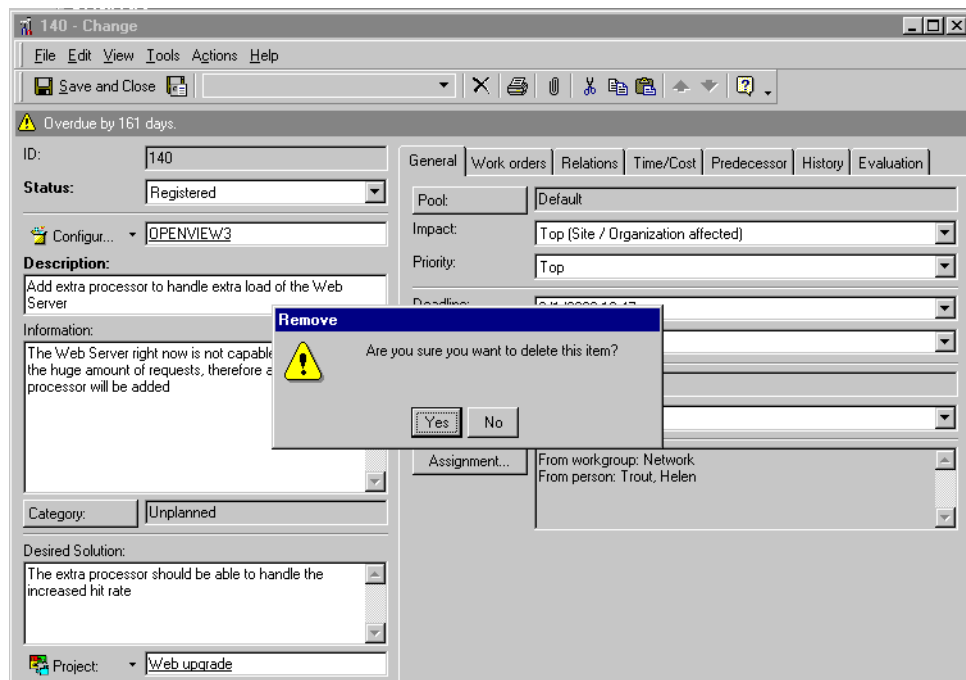 140 - Change
File Edit View Tools Actions Help
Save and Close
Overdue by 161 days.
ID:
140
Status:
Registered
Configur...
OPENVIEW3
Description:
Add extra processor to handle extra load of the Web
Server
Information:
The Web Server right now is not capable
the huge amount of requests, therefore a
processor will be added
Category:
Unplanned
Desired Solution:
The extra processor should be able to handle the
increased hit rate
Project:
Web upgrade
General Work orders Relations Time/Cost Predecessor History Evaluation
Pool:
Default
Impact:
Top (Site / Organization affected)
Priority:
Top
Deadline:
Remove
Are you sure you want to delete this item?
Yes No
Assignment...
From workgroup: Network
From person: Trout, Helen